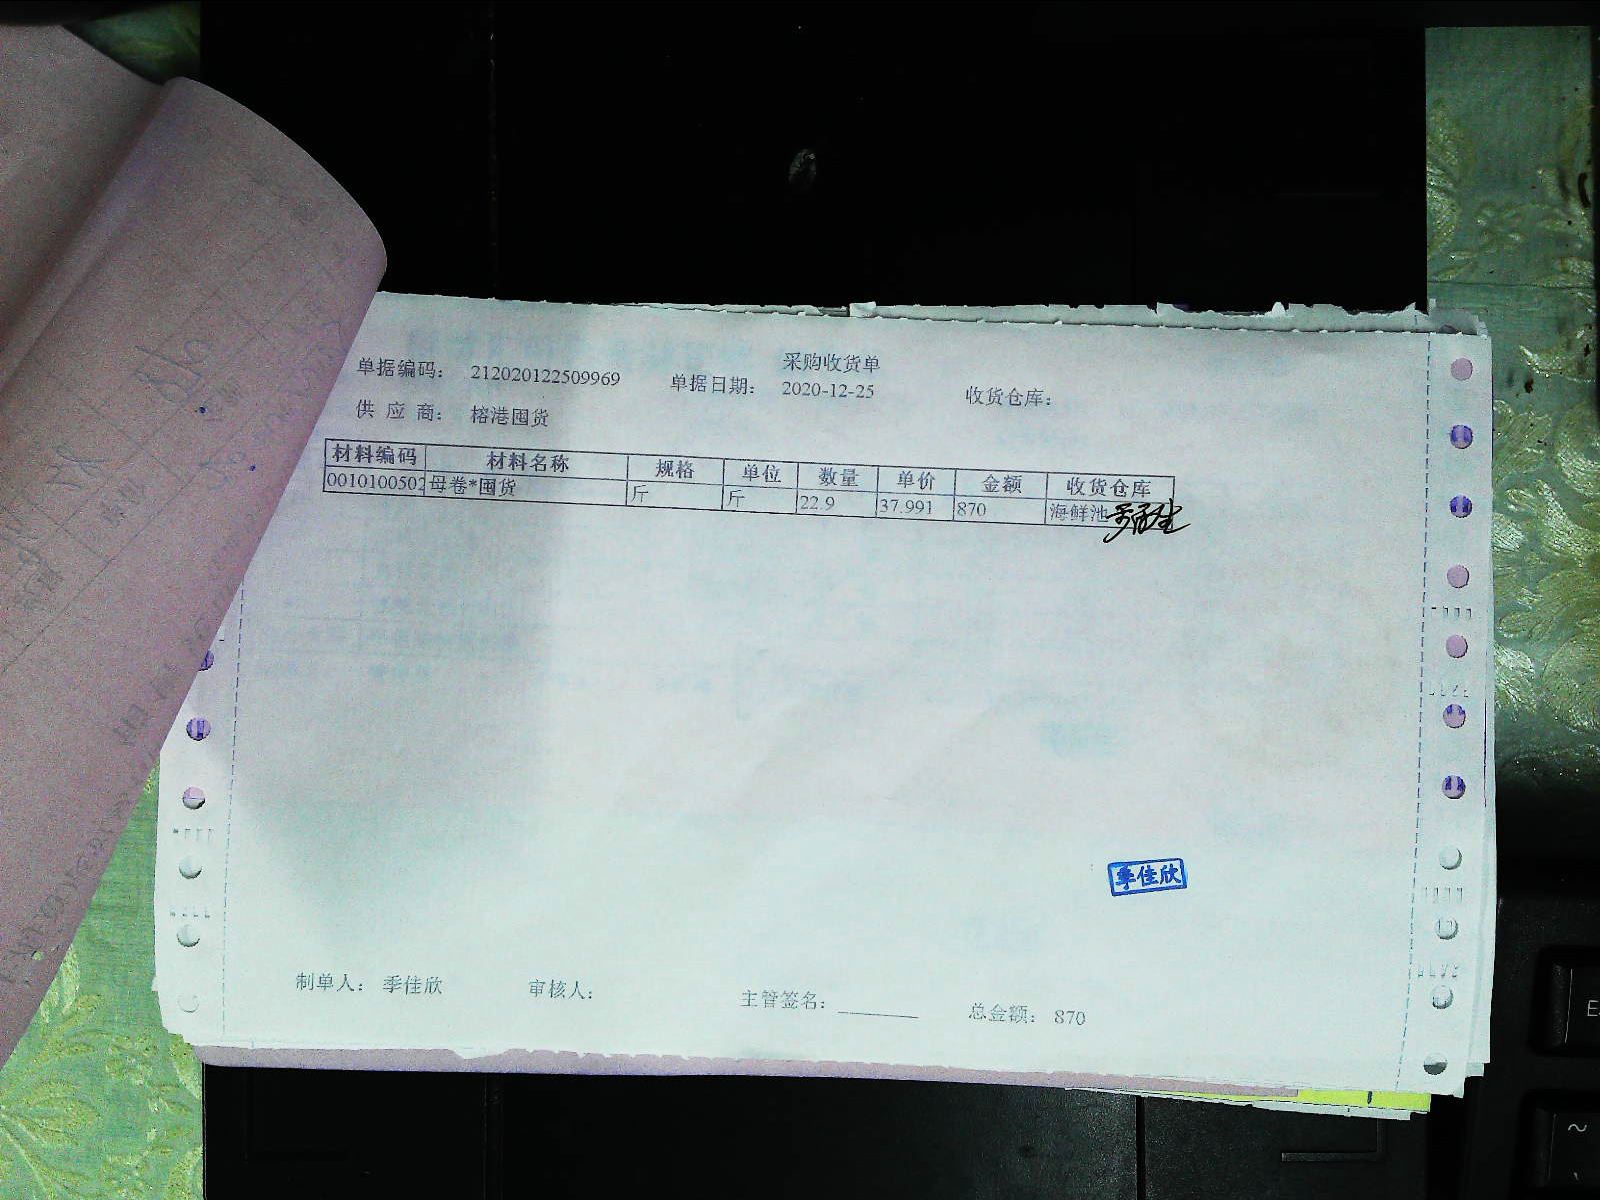 采购收货单
单据编码： 212020122509969 单据日期： 2020-12-25 收货仓库：
供 应 商： 榕港囤货
材料编码 材料名称 规格 单位 数量 单价 金额 收货仓库
0010100502 母卷*囤货 斤 斤 22.9 37.991 870 海鲜池
季佳欣
制单人： 季佳欣 审核人： 主管签名： 总金额： 870